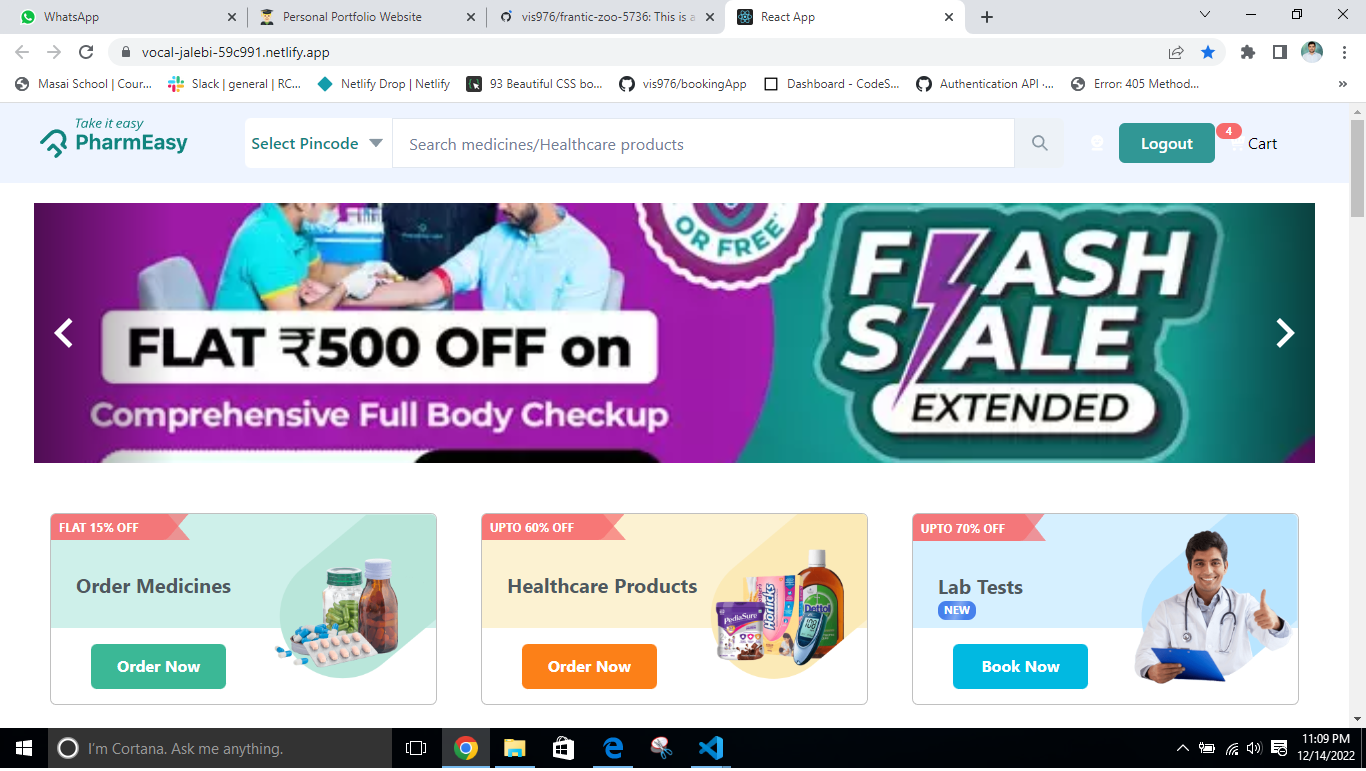 WhatsApp
Personal Portfolio Website
vis976/frantic-zoo-5736: This is a
React App
vocal-jalebi-59c991.netlify.app
Masai School | Cour...
Slack | general | RC...
Netlify Drop | Netlify
93 Beautiful CSS bo...
vis976/bookingApp
Dashboard - CodeS...
Authentication API ·...
Error: 405 Method...
»
Take it easy
PharmEasy
Select Pincode
Search medicines/Healthcare products
Logout
4
Cart
OR FREE*
FLAT ₹500 OFF on
Comprehensive Full Body Checkup
FLASH
SALE
EXTENDED
FLAT 15% OFF
Order Medicines
Order Now
UPTO 60% OFF
Healthcare Products
PediaSure
Horlicks
Dettol
Order Now
UPTO 70% OFF
Lab Tests
NEW
Book Now
I'm Cortana. Ask me anything.
11:09 PM
12/14/2022